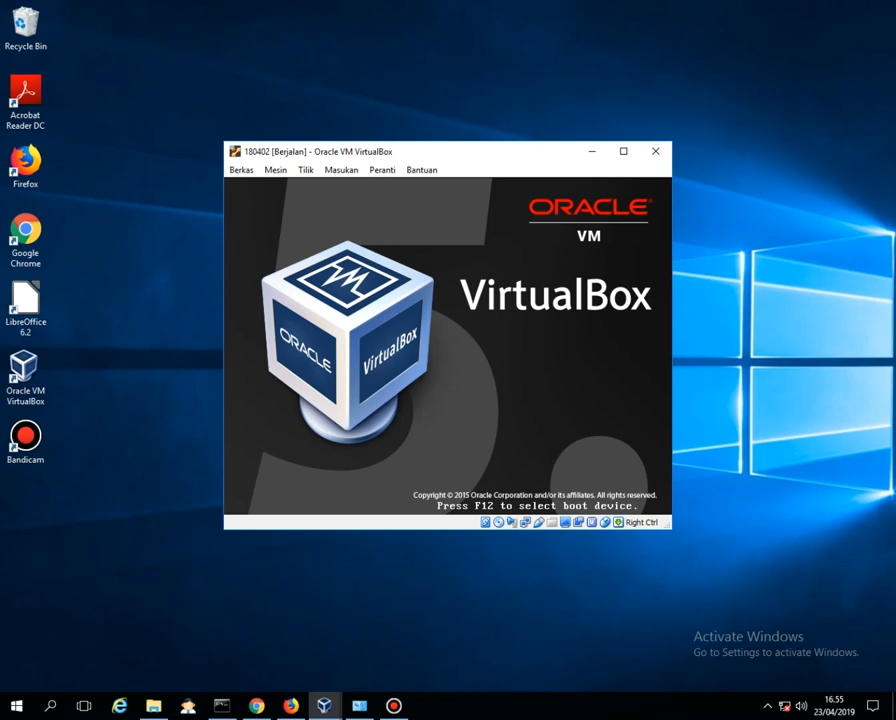 Recycle Bin
Acrobat
Reader DC
Firefox
Google
Chrome
LibreOffice
6.2
Oracle VM
VirtualBox
Bandicam
180402 [Berjalan] - Oracle VM VirtualBox
Berkas Mesin Tilik Masukan Peranti Bantuan
ORACLE
VM
VirtualBox
ORACLE
VirtualBox
5.
Copyright © 2015 Oracle Corporation and/or its affiliates. All rights reserved.
Press F12 to select boot device.
Right Ctrl
Activate Windows
Go to Settings to activate Windows.
16.55
23/04/2019